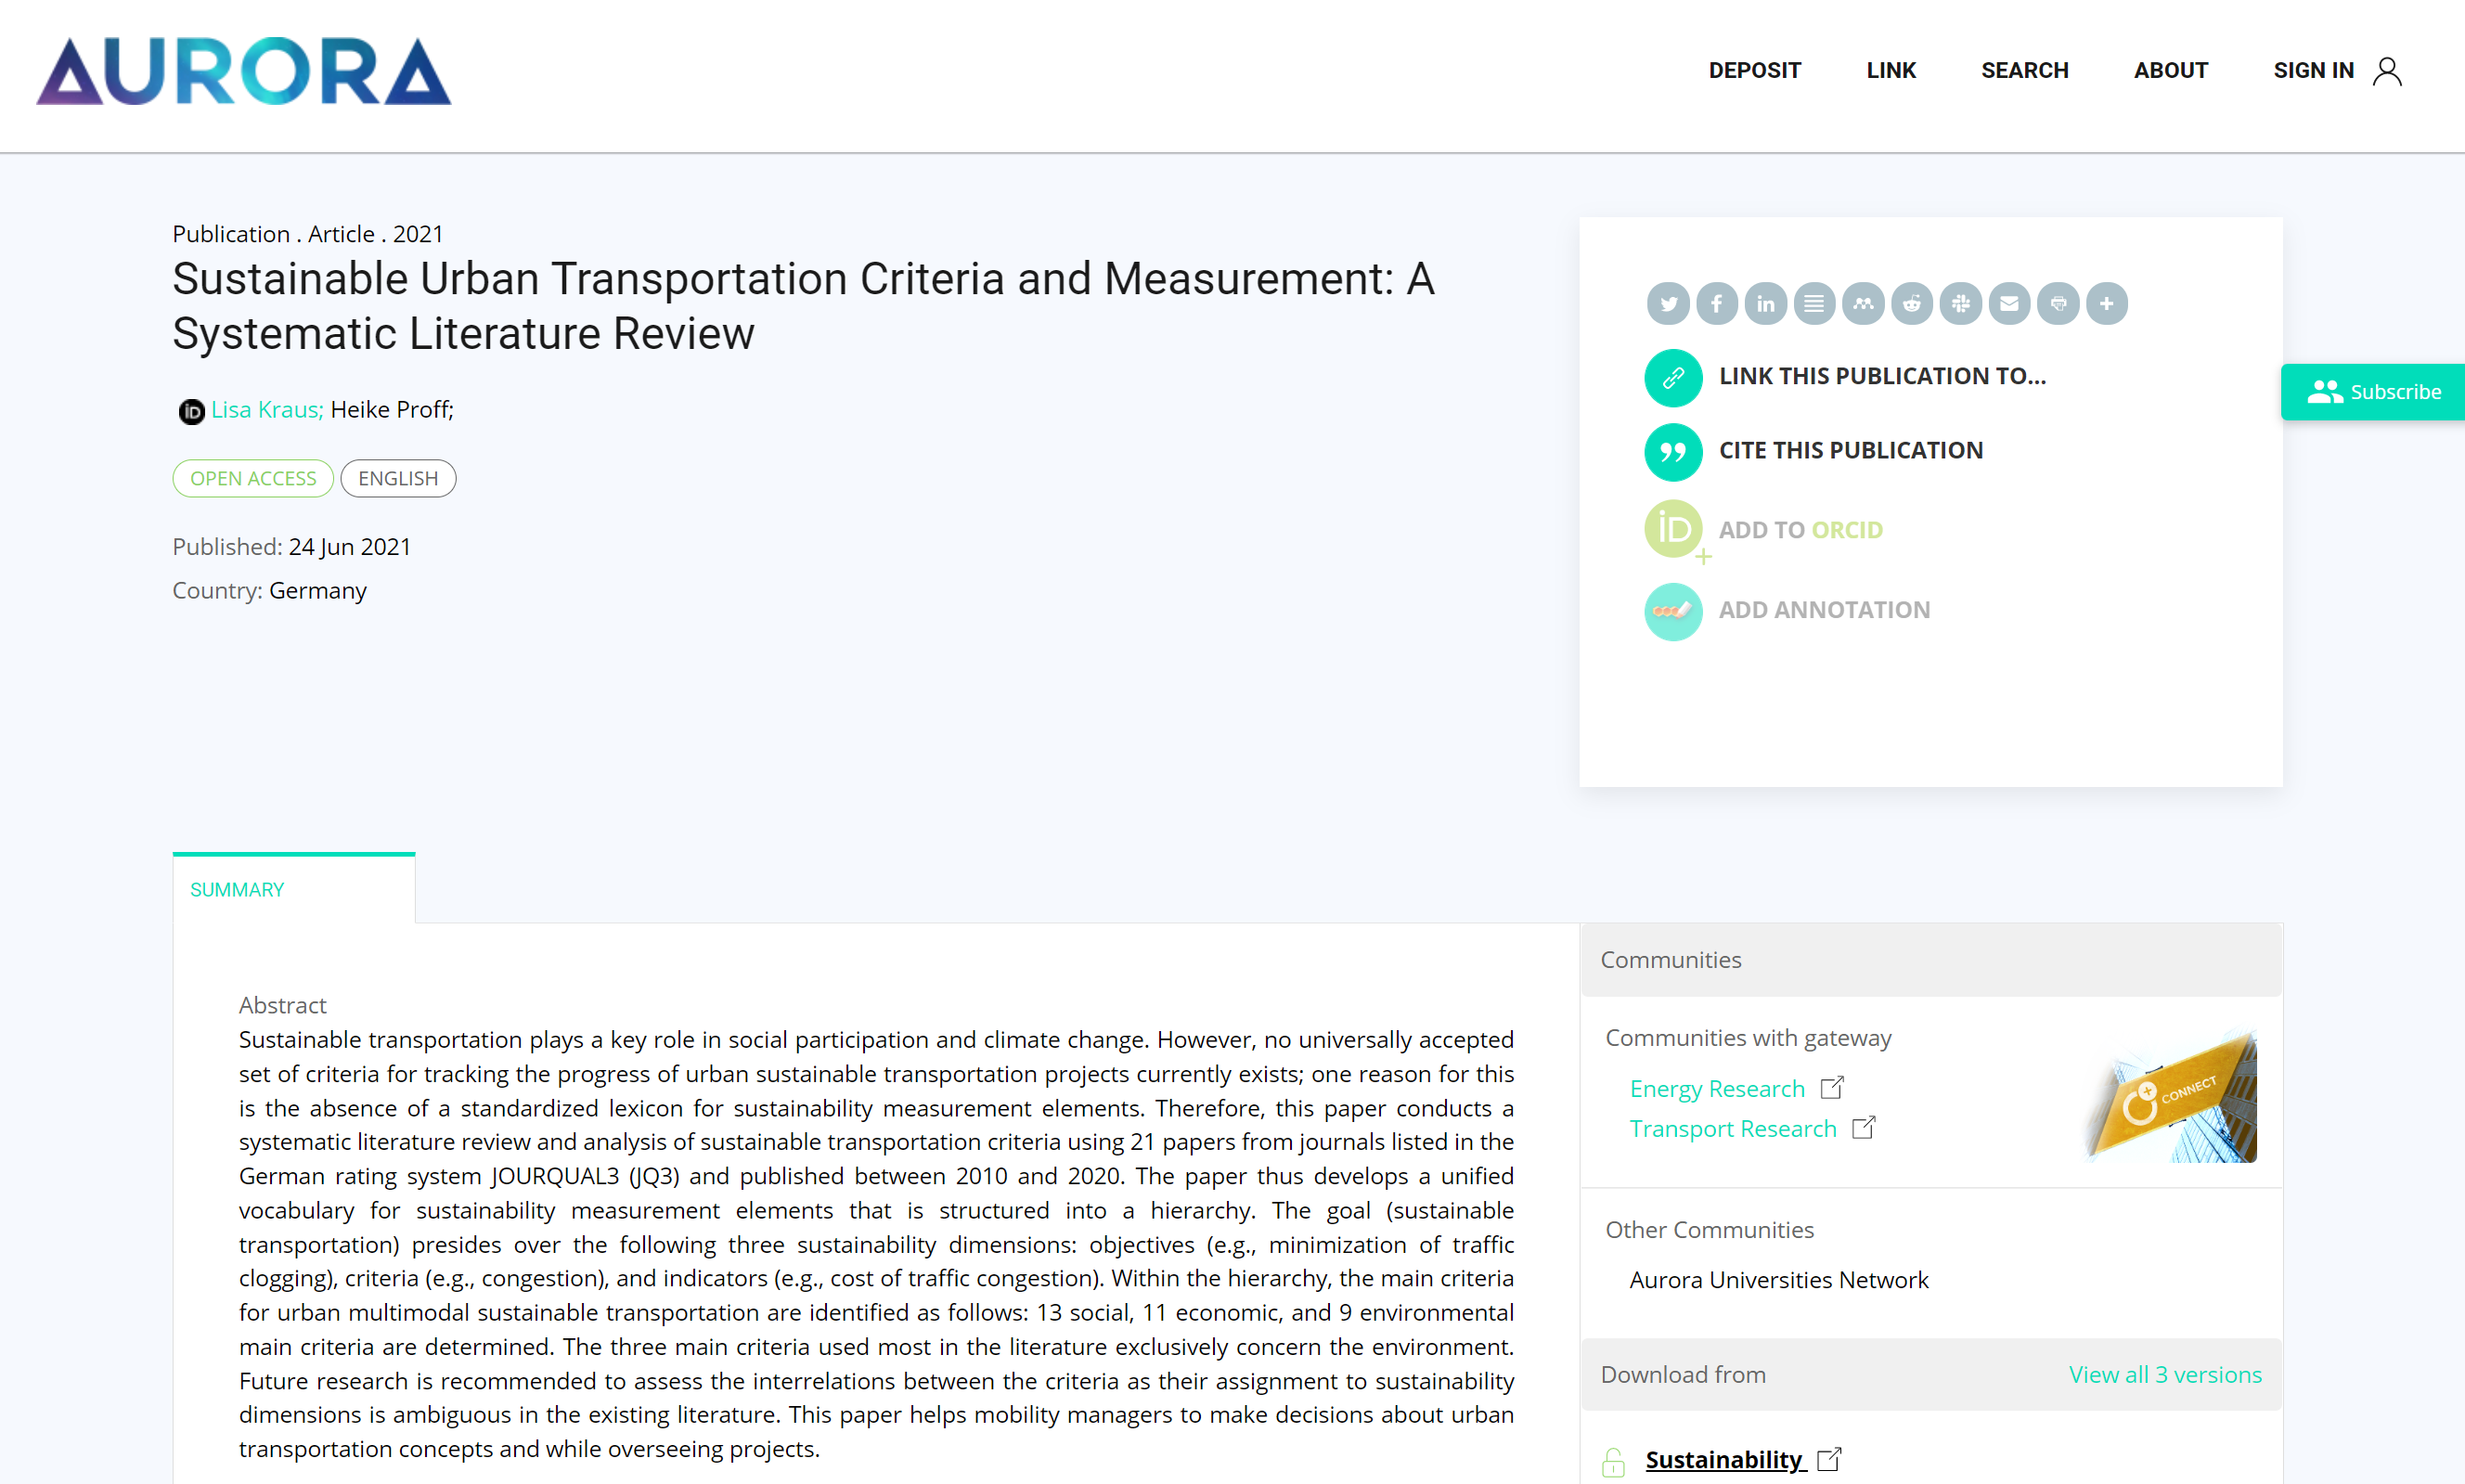 AURORA
DEPOSIT LINK SEARCH ABOUT SIGN IN
Publication . Article . 2021
Sustainable Urban Transportation Criteria and Measurement: A
Systematic Literature Review
iD Lisa Kraus; Heike Proff;
OPEN ACCESS ENGLISH
Published: 24 Jun 2021
Country: Germany
LINK THIS PUBLICATION TO...
CITE THIS PUBLICATION
iD ADD TO ORCID
ADD ANNOTATION
Subscribe
SUMMARY
Abstract
Sustainable transportation plays a key role in social participation and climate change. However, no universally accepted
set of criteria for tracking the progress of urban sustainable transportation projects currently exists; one reason for this
is the absence of a standardized lexicon for sustainability measurement elements. Therefore, this paper conducts a
systematic literature review and analysis of sustainable transportation criteria using 21 papers from journals listed in the
German rating system JOURQUAL3 (JQ3) and published between 2010 and 2020. The paper thus develops a unified
vocabulary for sustainability measurement elements that is structured into a hierarchy. The goal (sustainable
transportation) presides over the following three sustainability dimensions: objectives (e.g., minimization of traffic
clogging), criteria (e.g., congestion), and indicators (e.g., cost of traffic congestion). Within the hierarchy, the main criteria
for urban multimodal sustainable transportation are identified as follows: 13 social, 11 economic, and 9 environmental
main criteria are determined. The three main criteria used most in the literature exclusively concern the environment.
Future research is recommended to assess the interrelations between the criteria as their assignment to sustainability
dimensions is ambiguous in the existing literature. This paper helps mobility managers to make decisions about urban
transportation concepts and while overseeing projects.
Communities
Communities with gateway
Energy Research
Transport Research
CONNECT
Other Communities
Aurora Universities Network
Download from View all 3 versions
Sustainability